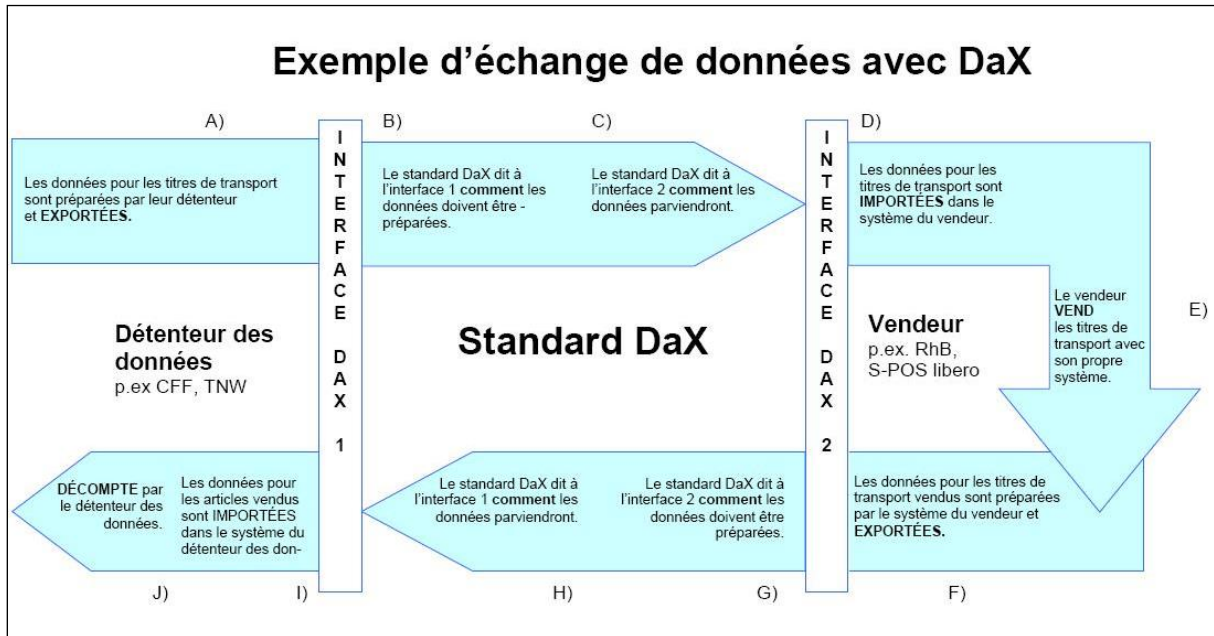 Exemple d’échange de données avec DaX
A)
Les données pour les titres de transport
sont préparées par leur détenteur
et EXPORTÉES.
INTERFACE DAX 1
B)
Le standard DaX dit à
l’interface 1 comment les
données doivent être -
préparées.
C)
Le standard DaX dit à
l’interface 2 comment les
données parviendront.
INTERFACE DAX 2
D)
Les données pour les
titres de transport sont
IMPORTÉES dans le
système du vendeur.
Le vendeur
VEND
les titres de
transport avec
son propre
système.
E)
Détenteur des
données
p.ex CFF, TNW
Standard DaX
Vendeur
p.ex. RhB,
S-POS libero
DÉCOMPTE par
le détenteur des
données.
Les données pour
les articles vendus
sont IMPORTÉES
dans le système du
détenteur des don-
Le standard DaX dit à
l’interface 1 comment les
données parviendront.
Le standard DaX dit à
l’interface 2 comment les
données doivent être
préparées.
Les données pour les titres de
transport vendus sont préparées
par le système du vendeur et
EXPORTÉES.
J)
I)
H)
G)
F)